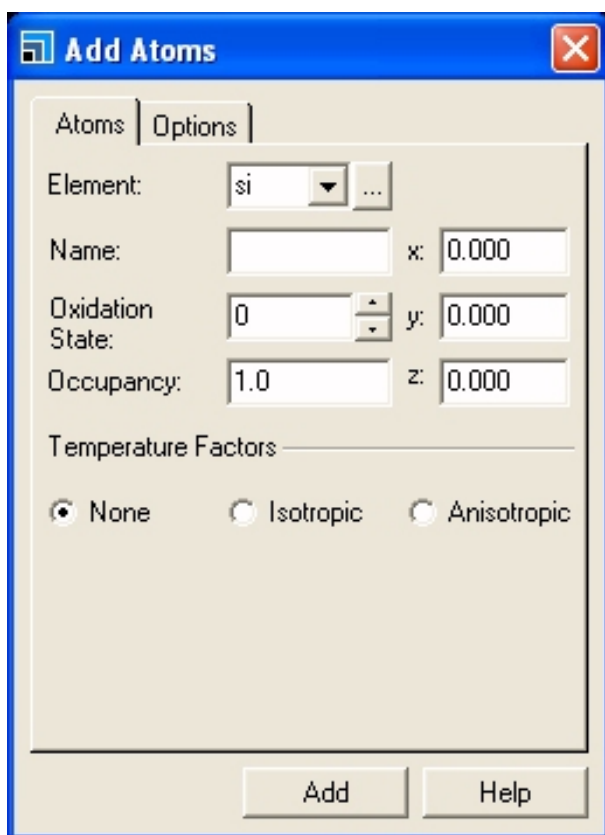 Add Atoms
Atoms Options
Element: si ...
Name: x: 0.000
Oxidation
State: 0 y: 0.000
Occupancy: 1.0 z: 0.000
Temperature Factors
None Isotropic Anisotropic
Add Help